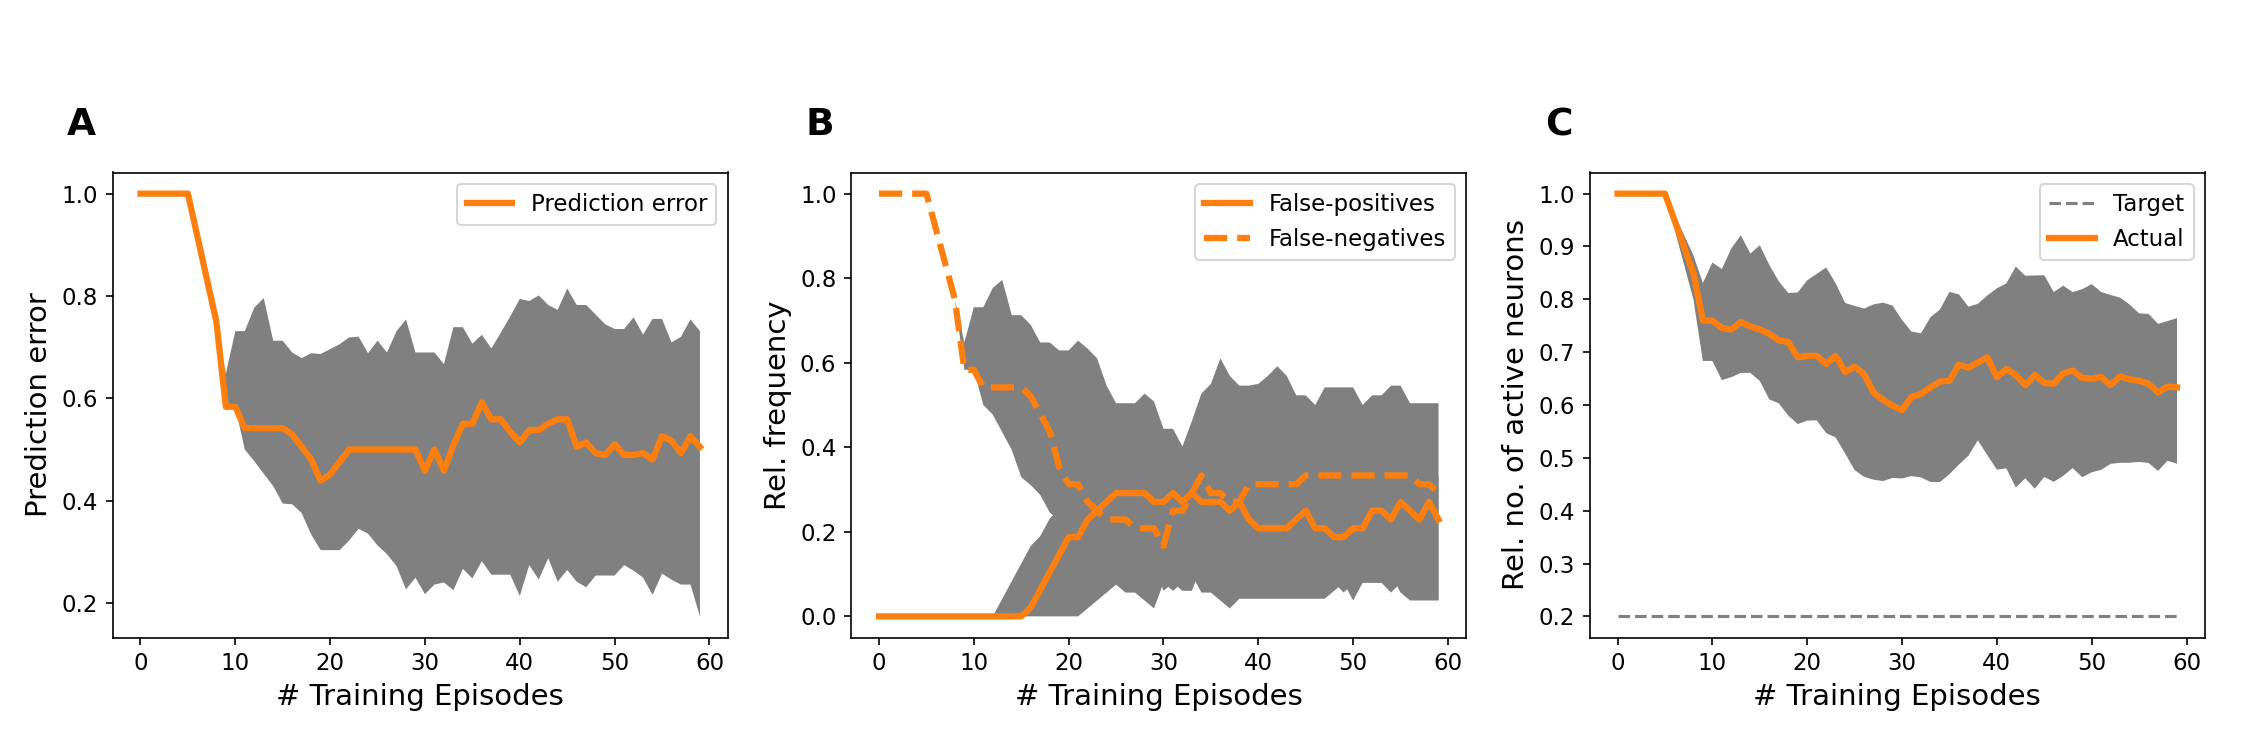 A
B
C
Prediction error
1.0
0.8
0.6
0.4
0.2
0 10 20 30 40 50 60
# Training Episodes
Prediction error
Rel. frequency
1.0
0.8
0.6
0.4
0.2
0.0
0 10 20 30 40 50 60
# Training Episodes
False-positives
False-negatives
Rel. no. of active neurons
1.0
0.9
0.8
0.7
0.6
0.5
0.4
0.3
0.2
0 10 20 30 40 50 60
# Training Episodes
Target
Actual